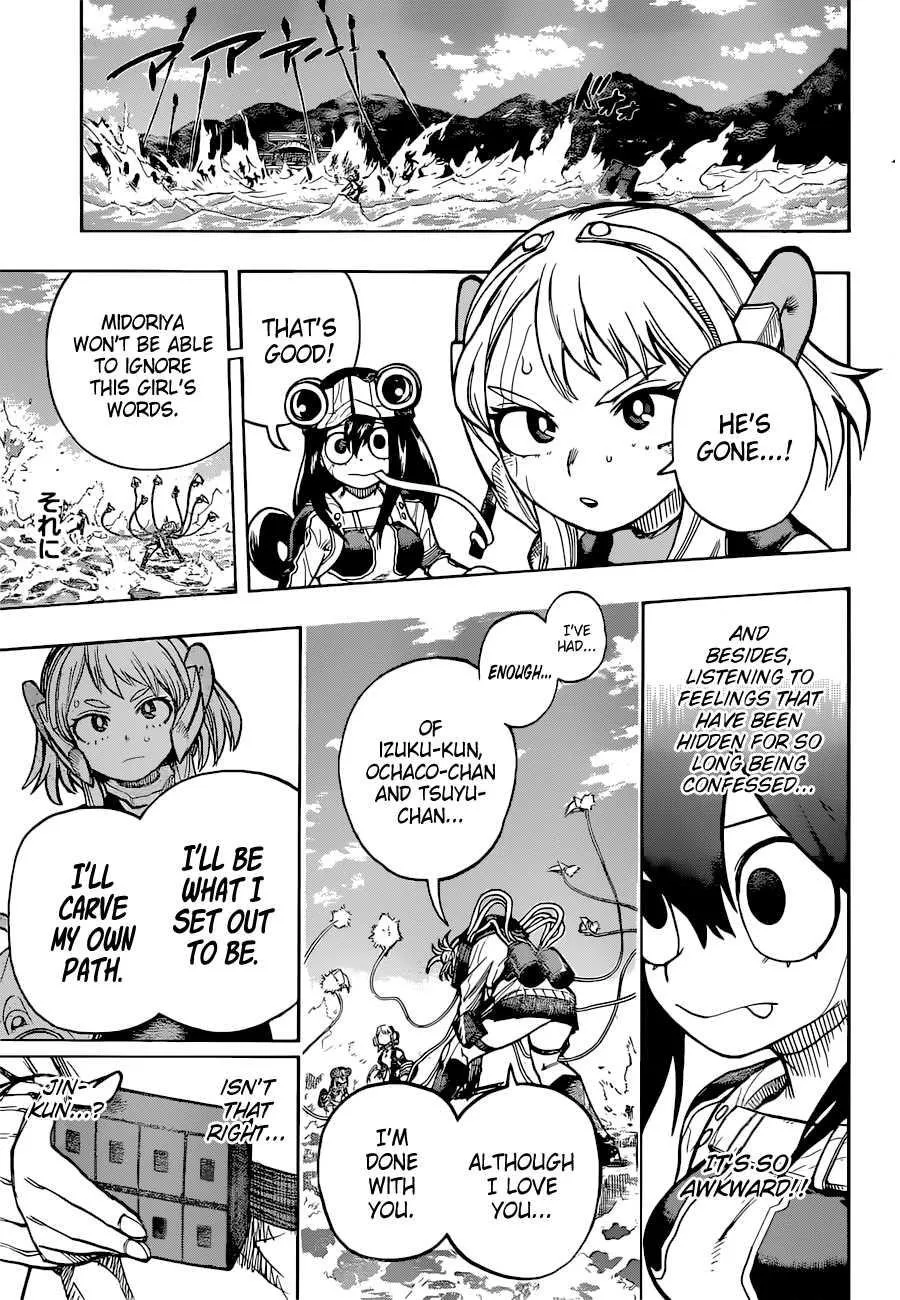 アアアー
ドオォ
HE'S
GONE...!
THAT'S
GOOD!
MIDORIYA
WON'T BE ABLE
TO IGNORE
THIS GIRL'S
WORDS.
それに
AND
BESIDES,
LISTENING TO
FEELINGS THAT
HAVE BEEN
HIDDEN FOR SO
LONG BEING
CONFESSED...
IT'S SO
AWKWARD!!
I'VE
HAD...
ENOUGH...
OF
IZUKU-KUN,
OCHACO-CHAN
AND TSUYU-
CHAN...
ALTHOUGH
I LOVE
YOU...
I'M
DONE
WITH
YOU.
I'LL BE
WHAT I
SET OUT
TO BE.
I'LL
CARVE
MY OWN
PATH.
ISN'T
THAT
RIGHT...
JIN-
KUN...?